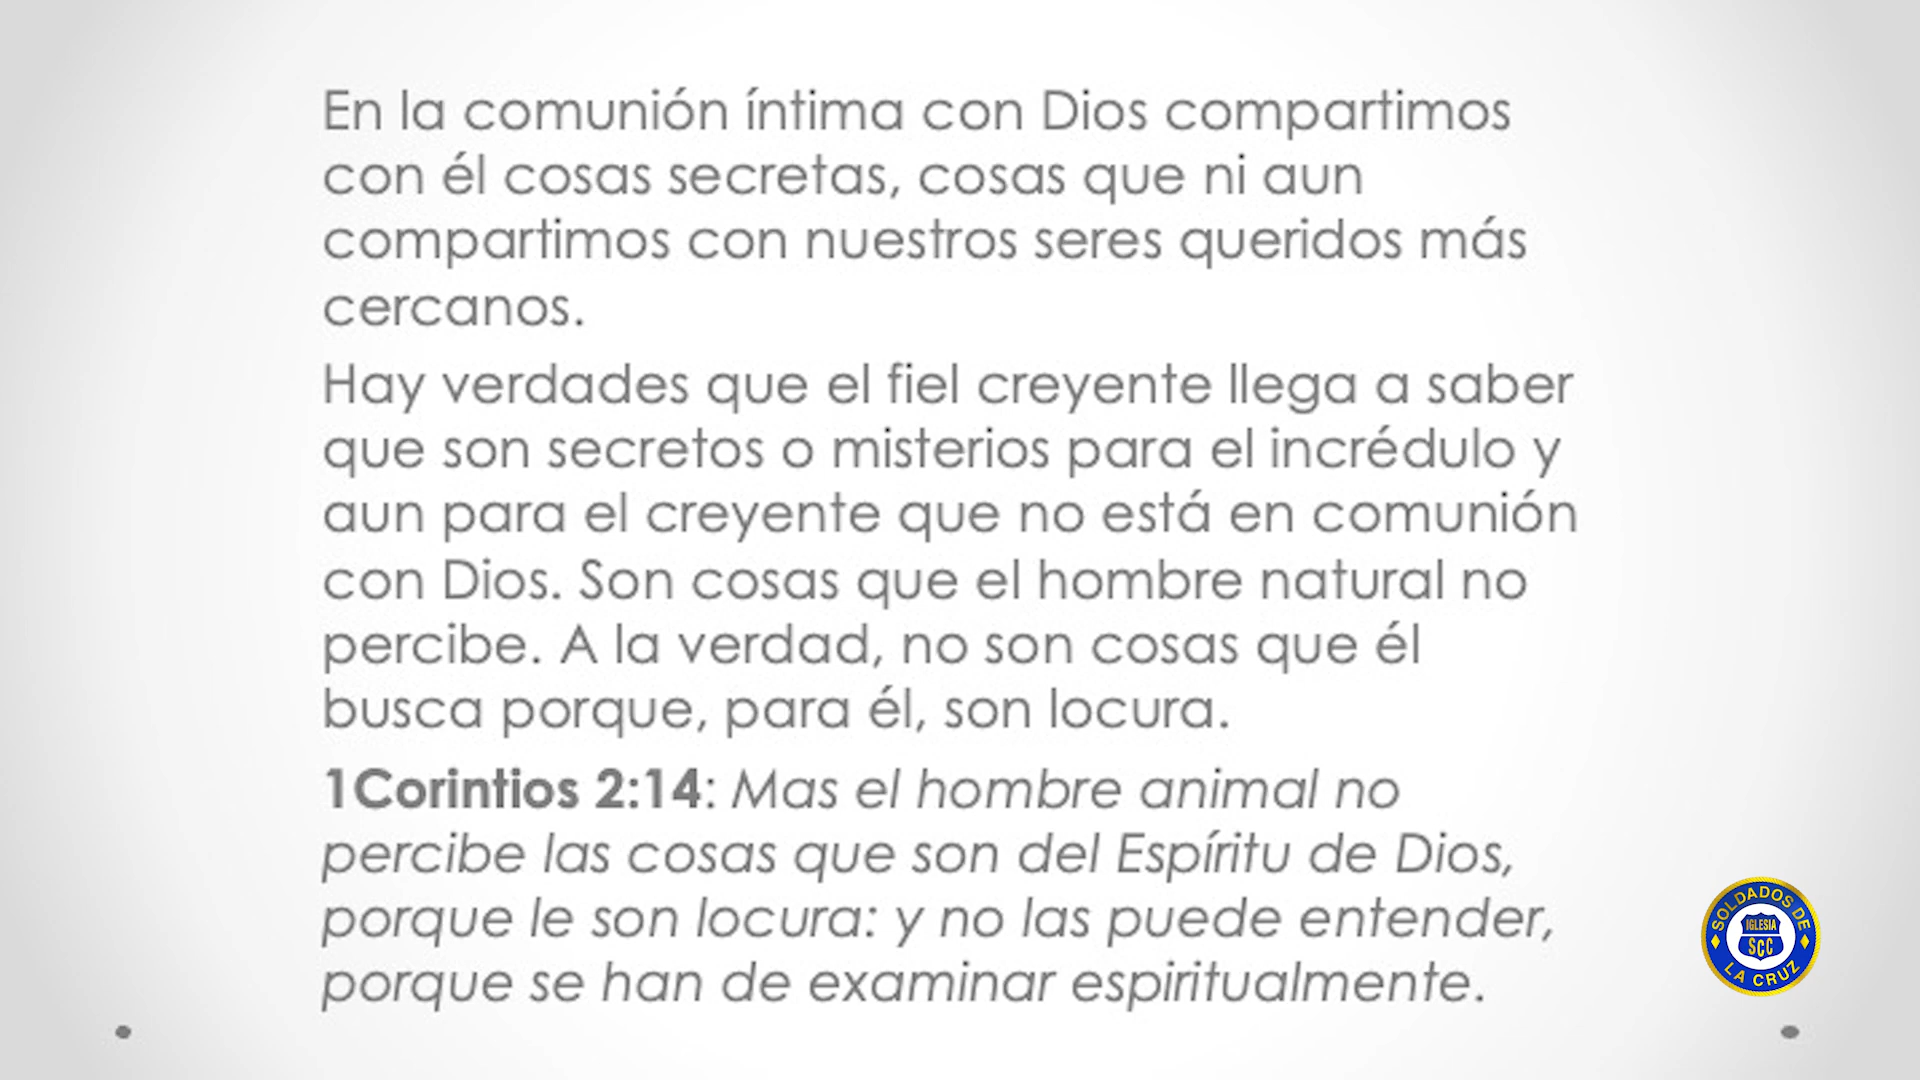 En la comunión íntima con Dios compartimos
con él cosas secretas, cosas que ni aun
compartimos con nuestros seres queridos más
cercanos.
Hay verdades que el fiel creyente llega a saber
que son secretos o misterios para el incrédulo y
aun para el creyente que no está en comunión
con Dios. Son cosas que el hombre natural no
percibe. A la verdad, no son cosas que él
busca porque, para él, son locura.
1Corintios 2:14: Mas el hombre animal no
percibe las cosas que son del Espíritu de Dios,
porque le son locura: y no las puede entender,
porque se han de examinar espiritualmente.
SOLDADOS DE
IGLESIA
SCC
LA CRUZ